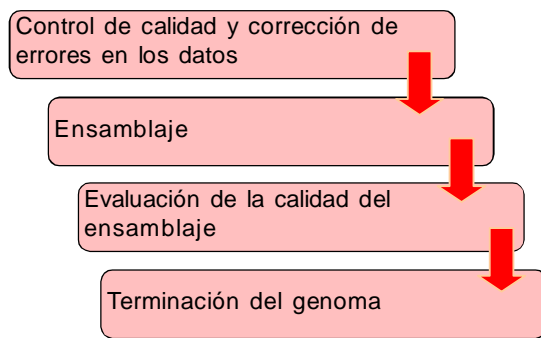 Control de calidad y corrección de
errores en los datos
Ensamblaje
Evaluación de la calidad del
ensamblaje
Terminación del genoma